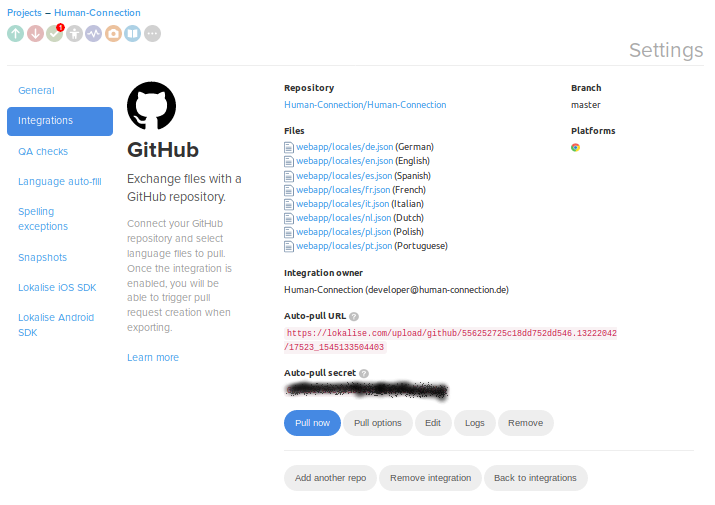 Projects – Human-Connection
1
Settings
General
Integrations
QA checks
Language auto-fill
Spelling
exceptions
Snapshots
Lokalise iOS SDK
Lokalise Android
SDK
GitHub
Exchange files with a
GitHub repository.
Connect your GitHub
repository and select
language files to pull.
Once the integration is
enabled, you will be
able to trigger pull
request creation when
exporting.
Learn more
Repository
Human-Connection/Human-Connection
Branch
master
Files
webapp/locales/de.json (German)
webapp/locales/en.json (English)
webapp/locales/es.json (Spanish)
webapp/locales/fr.json (French)
webapp/locales/it.json (Italian)
webapp/locales/nl.json (Dutch)
webapp/locales/pl.json (Polish)
webapp/locales/pt.json (Portuguese)
Platforms
Integration owner
Human-Connection (developer@human-connection.de)
Auto-pull URL ?
https://lokalise.com/upload/github/556252725c18dd752dd546.13222042
/17523_1545133504403
Auto-pull secret ?
Pull now Pull options Edit Logs Remove
Add another repo Remove integration Back to integrations